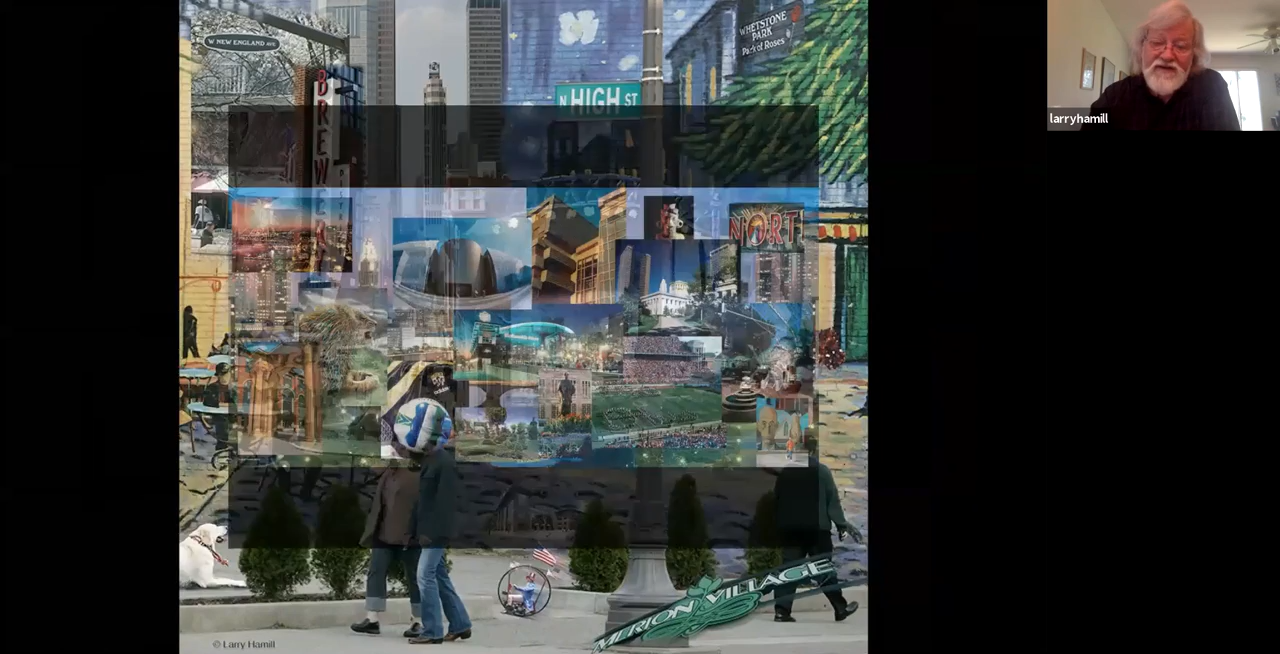 W NEW ENGLAND AVE
WHETSTONE
PARK
Park of Roses
BREW
N HIGH ST
larryhamill
NORT
MERION VILLAGE
© Larry Hamill